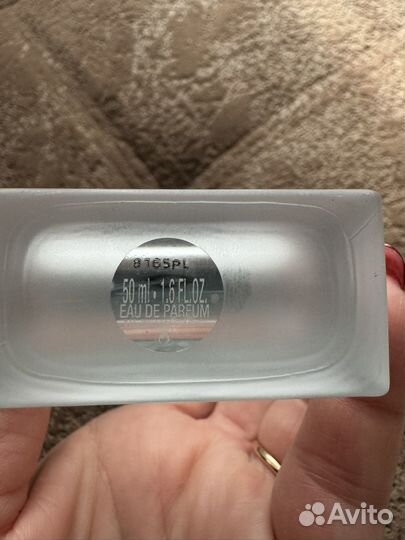 8165PL
50 ml - 1.6 FL.OZ.
EAU DE PARFUM
Avito